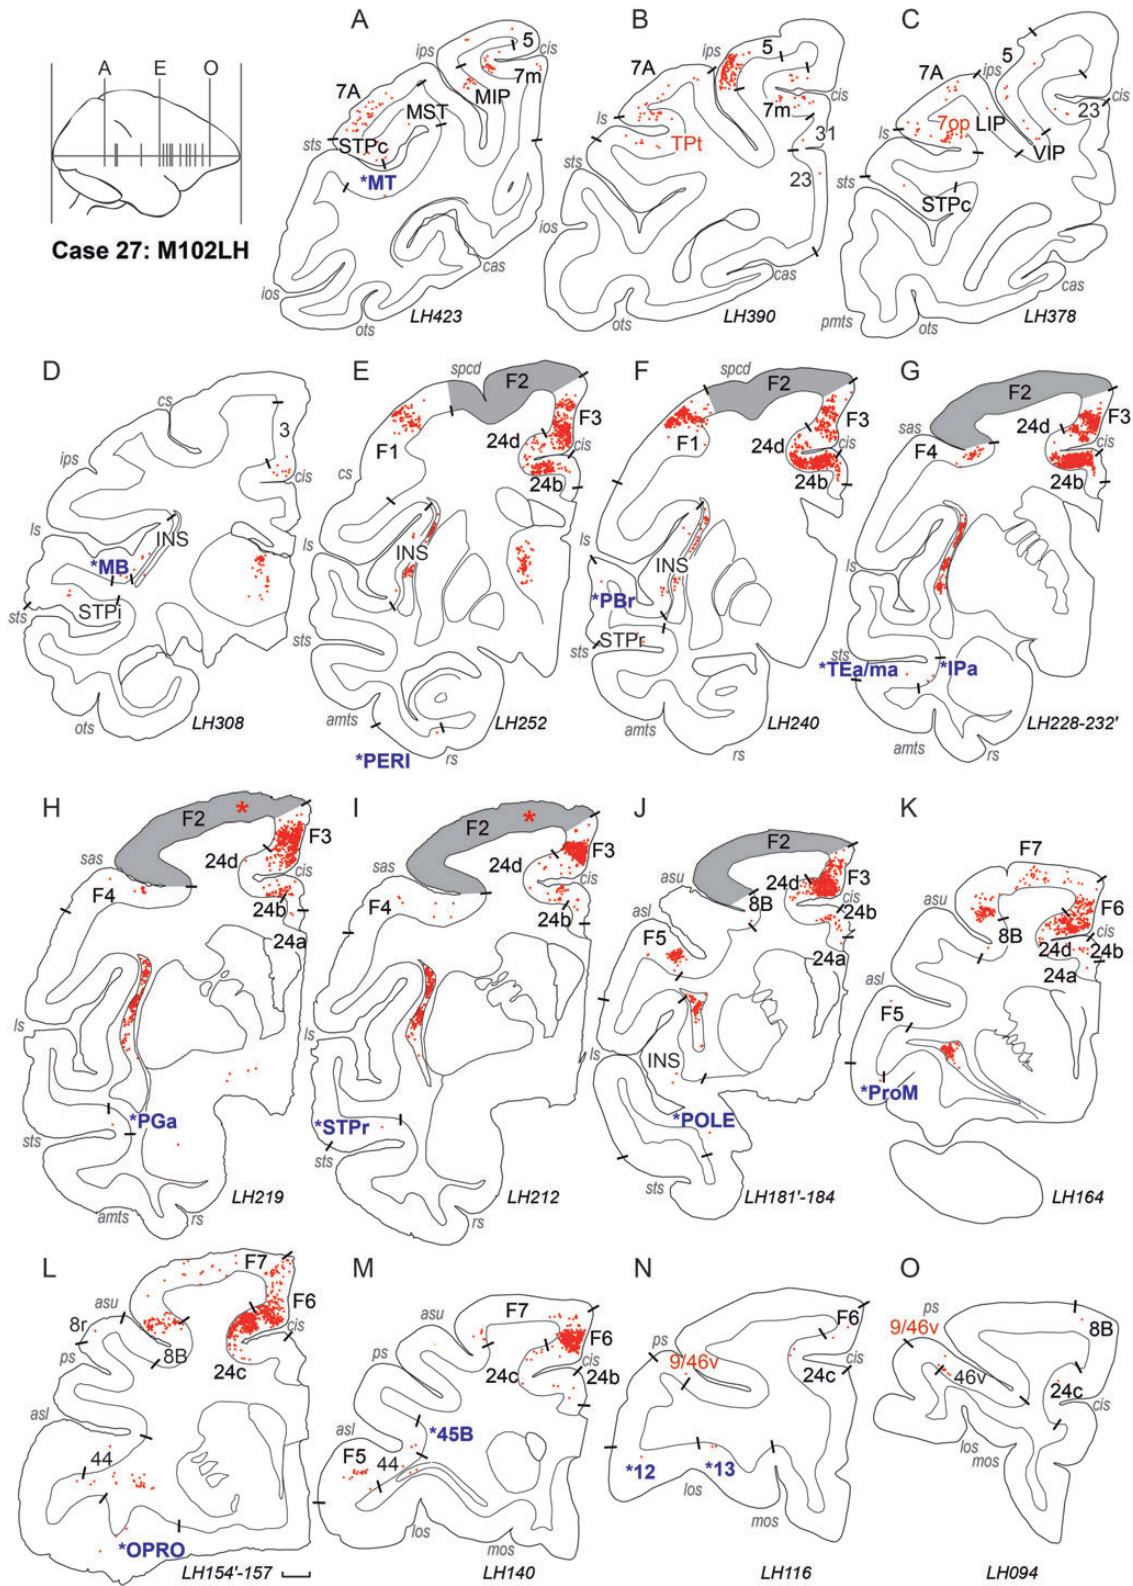 A E O
Case 27: M102LH
A
ips
5
cis
7A
7m
MIP
MST
sts
STPc
*MT
ios
cas
ots
LH423
B
ips
5
7A
cis
7m
ls
TPt
31
sts
23
ios
cas
ots
LH390
C
5
ips
7A
cis
23
ls
7op
LIP
VIP
sts
STPc
cas
pmts
ots
LH378
D
cs
3
ips
cis
ls
INS
*MB
STPi
sts
ots
LH308
E
spcd
F2
F1
F3
24d
cis
cs
24b
ls
INS
sts
amts
rs
*PERI
LH252
F
spcd
F2
F1
F3
24d
cis
24b
ls
INS
*PBr
STPr
sts
amts
rs
LH240
G
F2
sas
F3
24d
cis
F4
24b
ls
sts
*TEa/ma
*IPa
amts
rs
LH228-232'
H
F2
*
F3
24d
sas
cis
F4
24b
24a
ls
*PGa
sts
amts
rs
LH219
I
F2
*
F3
24d
sas
cis
F4
24b
ls
*STPr
sts
rs
LH212
J
F2
asu
F3
24d
cis
8B
24b
asl
F5
24a
ls
INS
*POLE
sts
LH181'-184
K
F7
asu
F6
cis
8B
24d
24b
24a
asl
F5
*ProM
LH164
L
F7
asu
F6
8r
cis
ps
8B
24c
asl
44
*OPRO
LH154'-157
M
F7
asu
F6
ps
cis
24c
24b
*45B
asl
F5
44
los
mos
LH140
N
F6
ps
9/46v
cis
24c
*12
*13
los
mos
LH116
O
ps
9/46v
8B
46v
24c
cis
los
mos
LH094